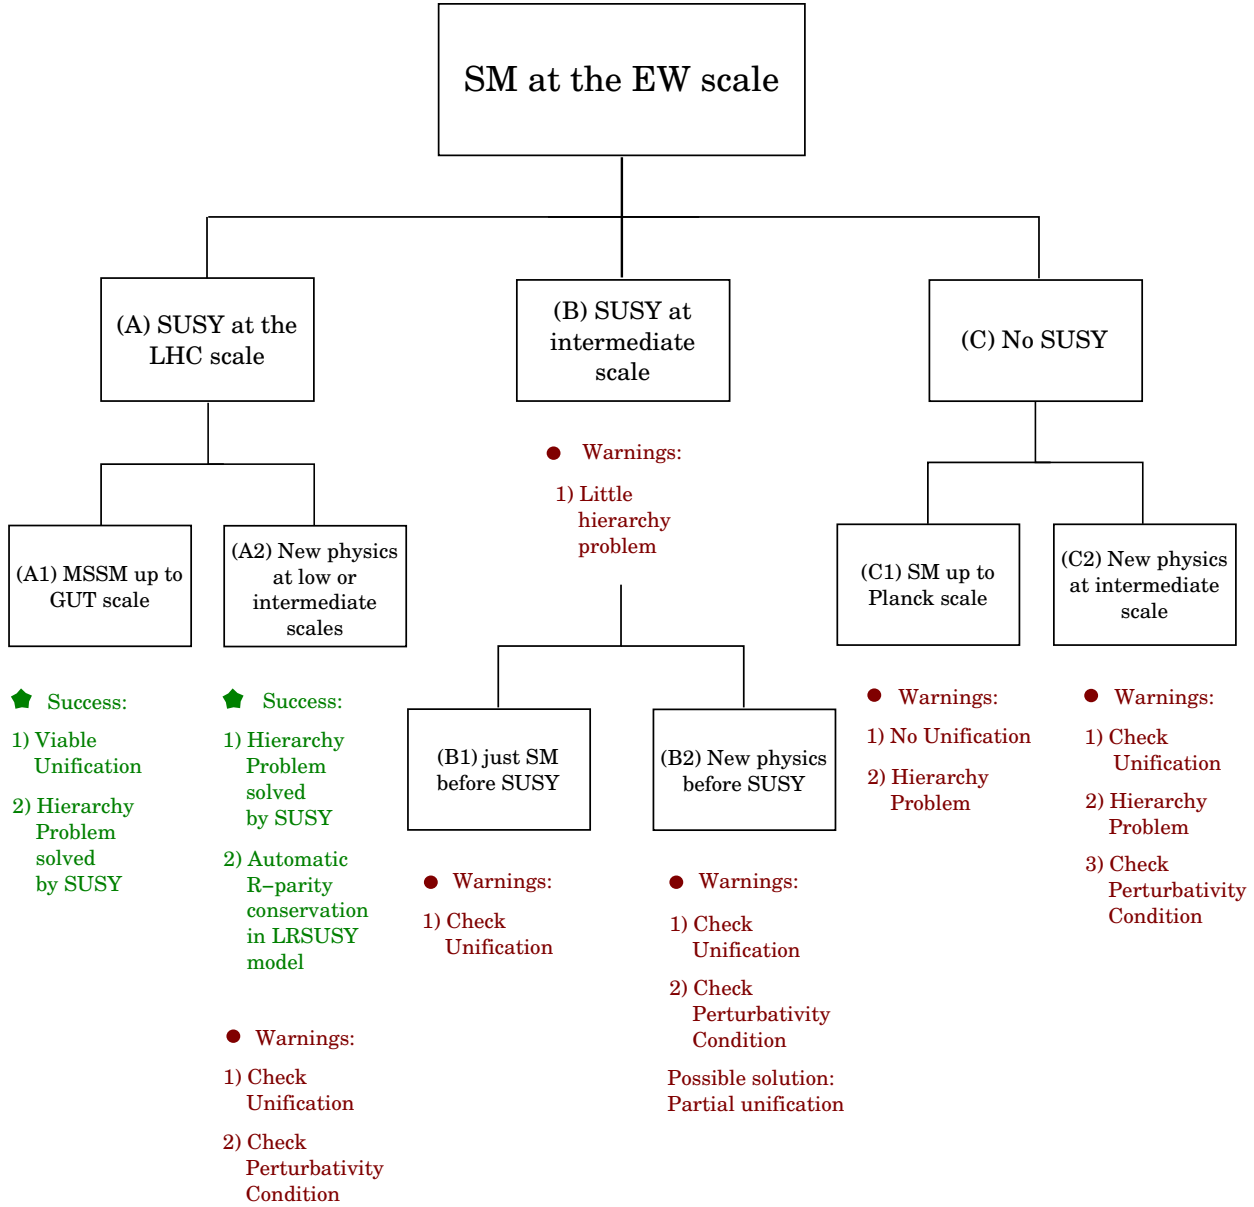 SM at the EW scale
(A) SUSY at the
LHC scale
(B) SUSY at
intermediate
scale
(C) No SUSY
Warnings:
1) Little
hierarchy
problem
(A1) MSSM up to
GUT scale
(A2) New physics
at low or
intermediate
scales
(C1) SM up to
Planck scale
(C2) New physics
at intermediate
scale
Success:
1) Viable
Unification
2) Hierarchy
Problem
solved
by SUSY
Success:
1) Hierarchy
Problem
solved
by SUSY
2) Automatic
R−parity
conservation
in LRSUSY
model
Warnings:
1) Check
Unification
2) Check
Perturbativity
Condition
(B1) just SM
before SUSY
Warnings:
1) Check
Unification
(B2) New physics
before SUSY
Warnings:
1) Check
Unification
2) Check
Perturbativity
Condition
Possible solution:
Partial unification
Warnings:
1) No Unification
2) Hierarchy
Problem
Warnings:
1) Check
Unification
2) Hierarchy
Problem
3) Check
Perturbativity
Condition